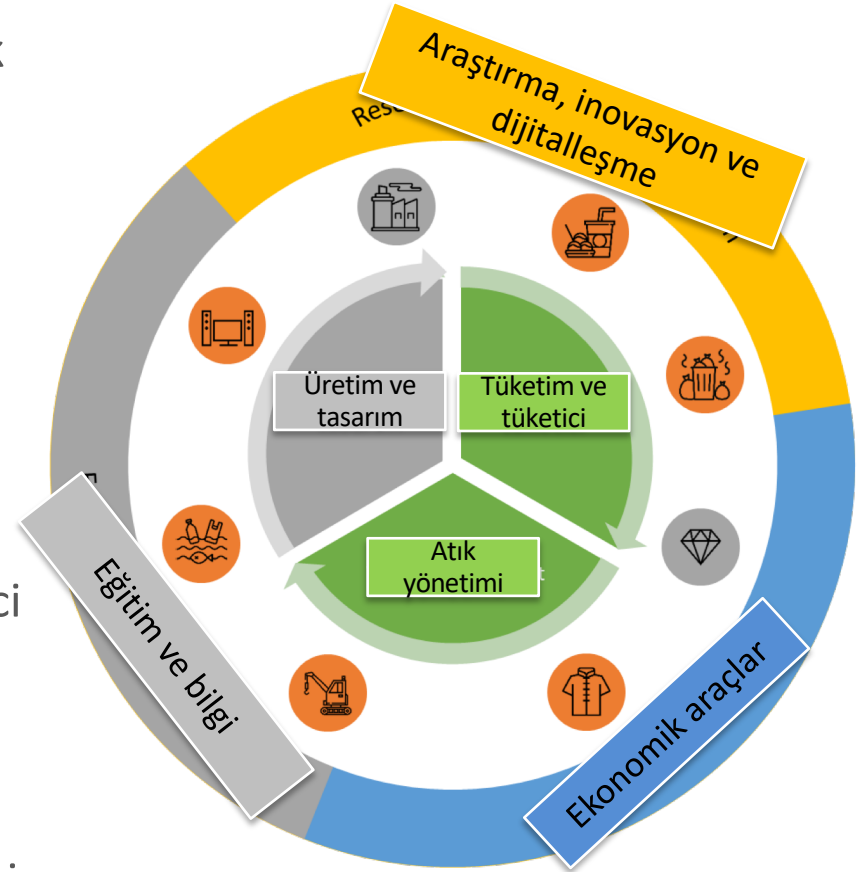 Araştırma, inovasyon ve
dijitalleşme
Üretim ve
tasarım
Tüketim ve
tüketici
Atık
yönetimi
Eğitim ve bilgi
Ekonomik araçlar